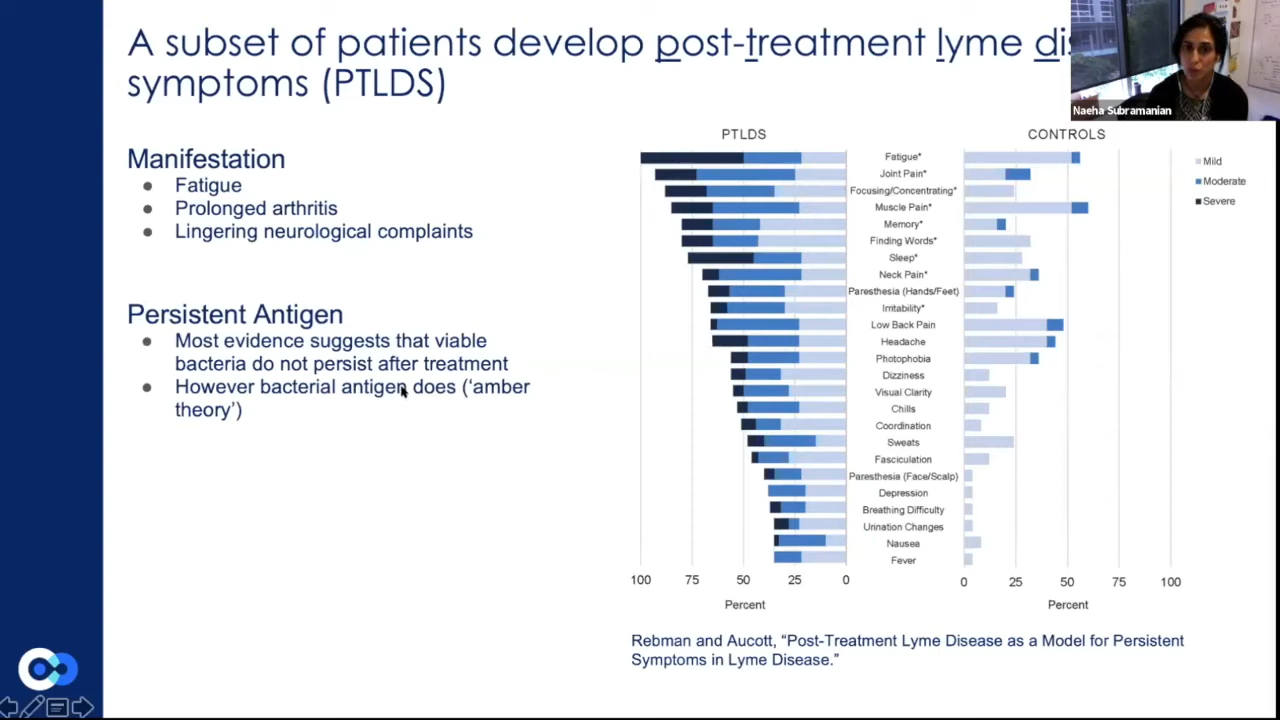 A subset of patients develop post-treatment lyme dis
symptoms (PTLDS)
Naeha Subramanian
Manifestation
● Fatigue
● Prolonged arthritis
● Lingering neurological complaints
Persistent Antigen
● Most evidence suggests that viable
bacteria do not persist after treatment
● However bacterial antigen does (‘amber
theory’)
PTLDS
CONTROLS
Fatigue*
Joint Pain*
Focusing/Concentrating*
Muscle Pain*
Memory*
Finding Words*
Sleep*
Neck Pain*
Paresthesia (Hands/Feet)
Irritability*
Low Back Pain
Headache
Photophobia
Dizziness
Visual Clarity
Chills
Coordination
Sweats
Fasciculation
Paresthesia (Face/Scalp)
Depression
Breathing Difficulty
Urination Changes
Nausea
Fever
Mild
Moderate
Severe
100 75 50 25 0
0 25 50 75 100
Percent
Percent
Rebman and Aucott, “Post-Treatment Lyme Disease as a Model for Persistent
Symptoms in Lyme Disease.”